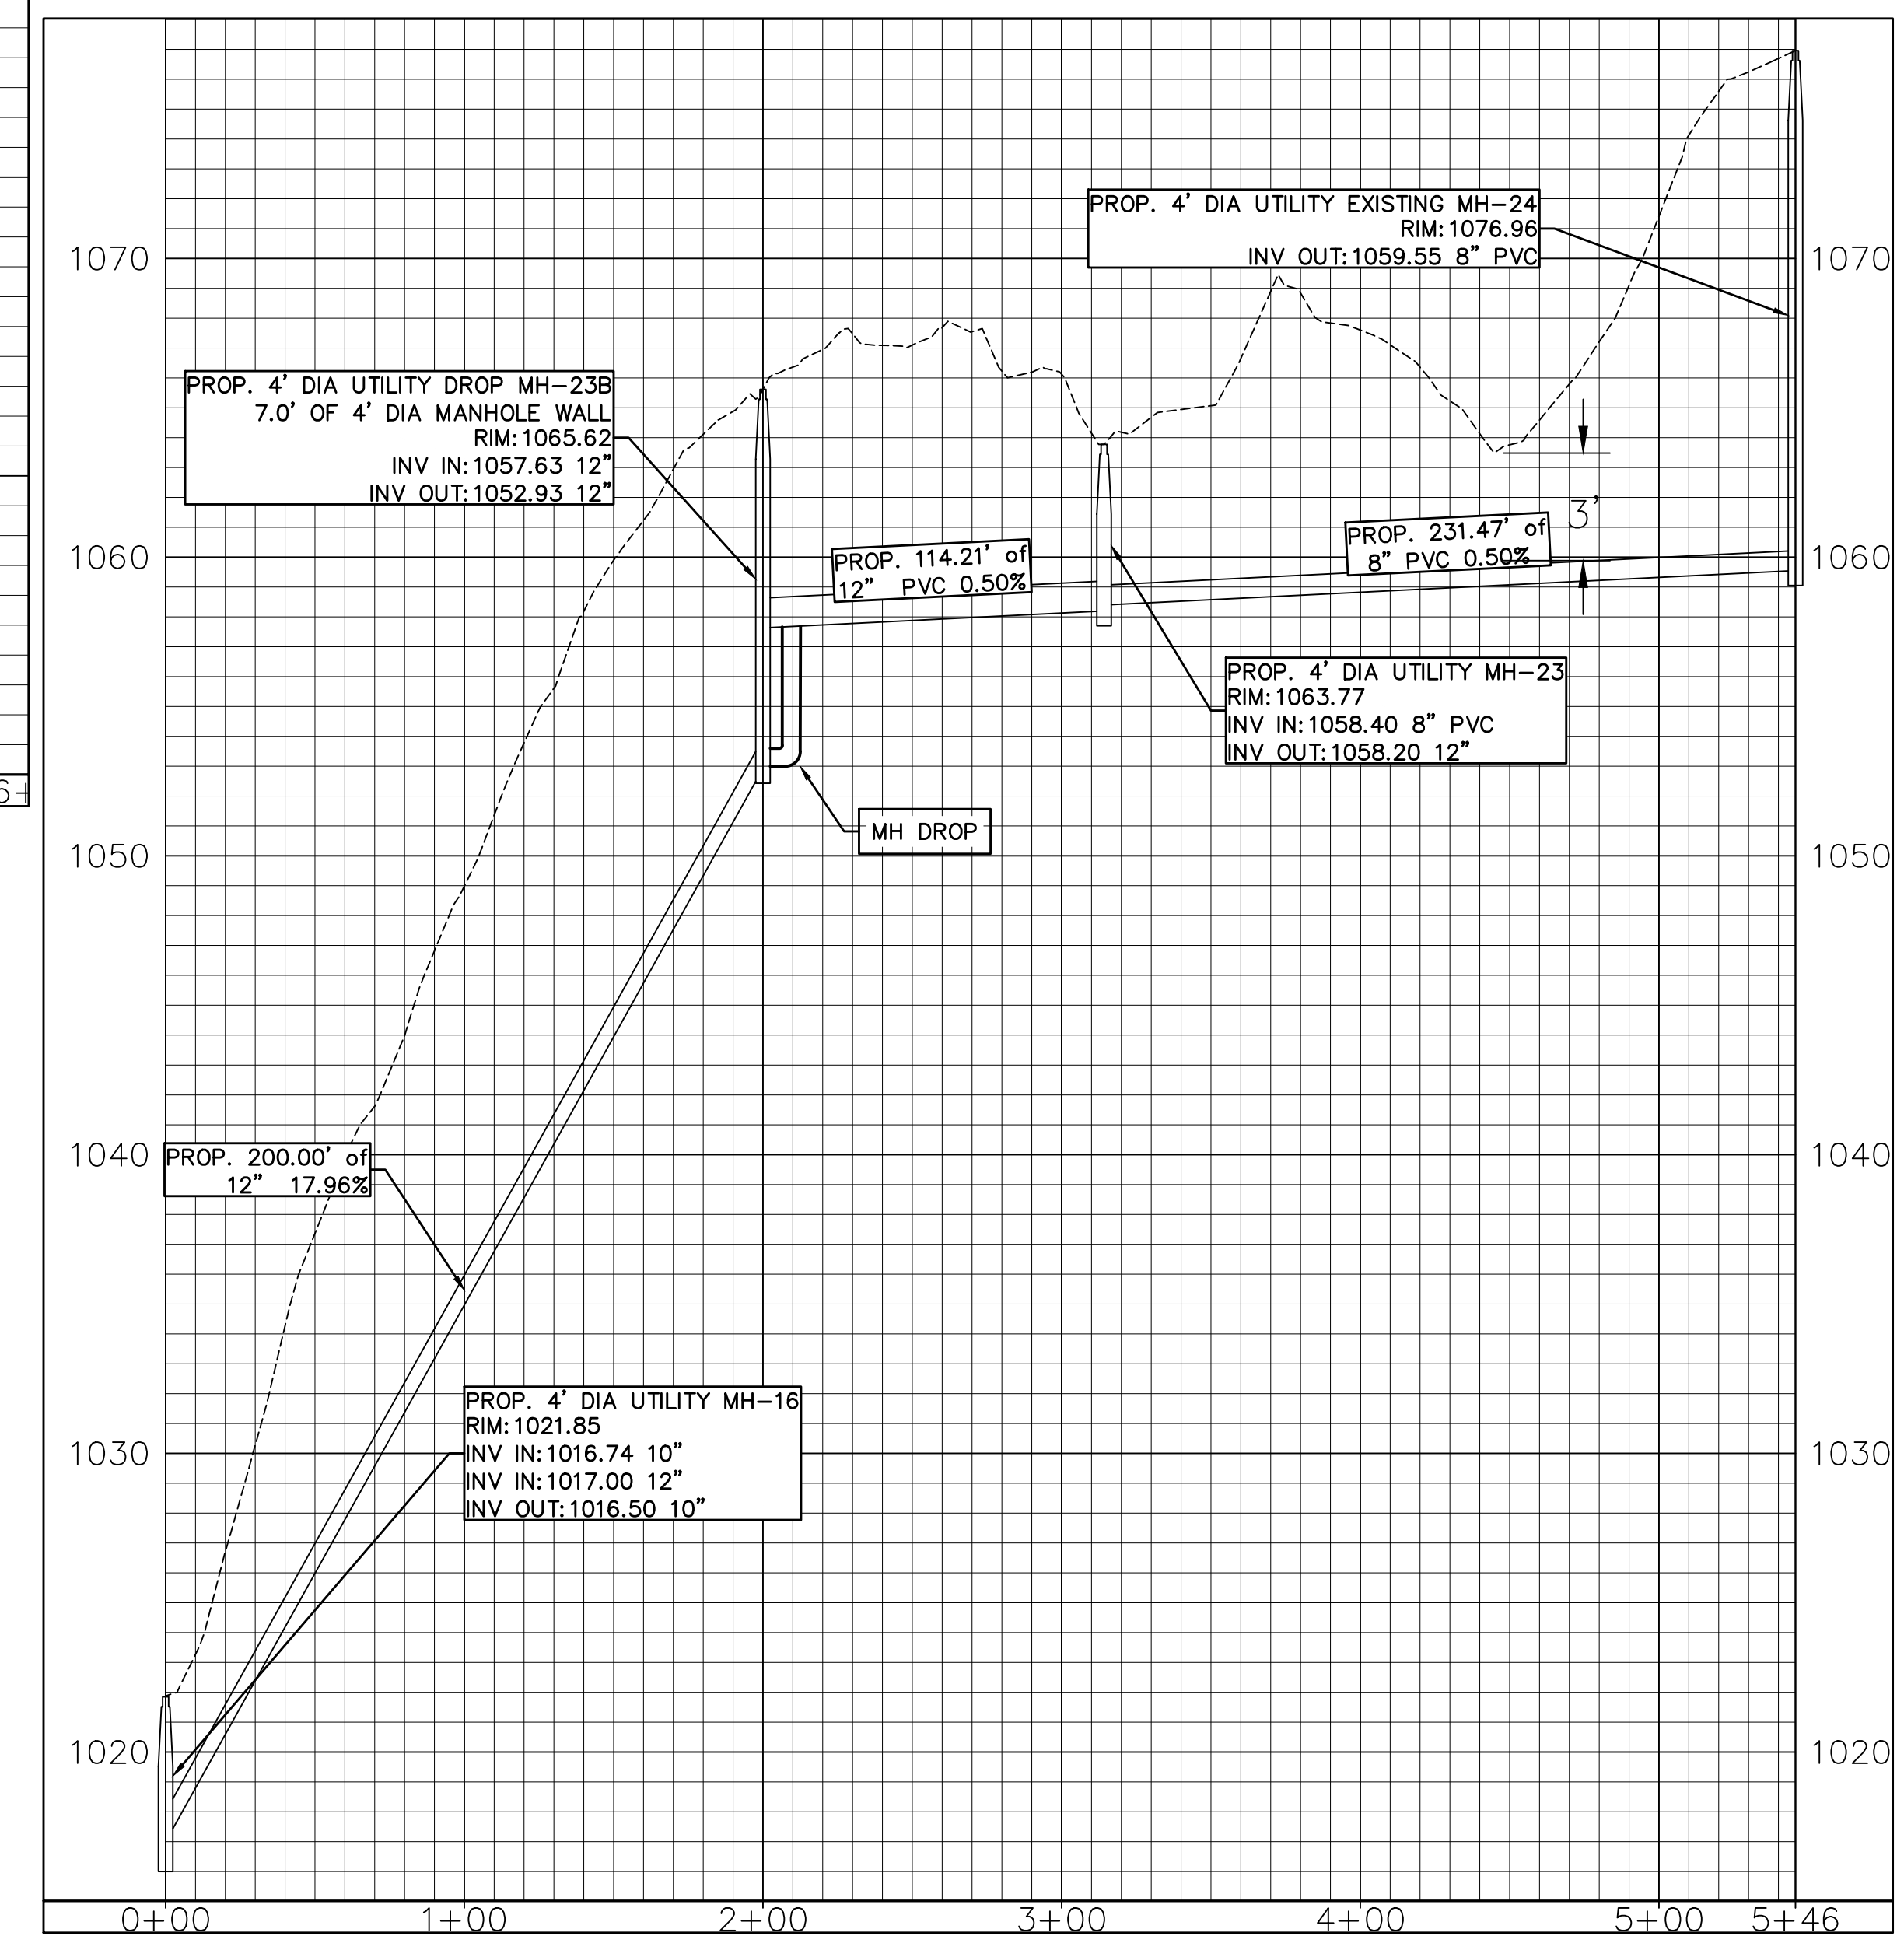 PROP. 4' DIA UTILITY EXISTING MH-24
RIM:1076.96
INV OUT:1059.55 8" PVC
1070
1070
PROP. 4' DIA UTILITY DROP MH-23B
7.0' OF 4' DIA MANHOLE WALL
RIM:1065.62
INV IN:1057.63 12"
INV OUT:1052.93 12"
3'
PROP. 231.47' of
8" PVC 0.50%
PROP. 114.21' of
12" PVC 0.50%
1060
1060
PROP. 4' DIA UTILITY MH-23
RIM:1063.77
INV IN:1058.40 8" PVC
INV OUT:1058.20 12"
6+
MH DROP
1050
1050
1040
1040
PROP. 200.00' of
12" 17.96%
PROP. 4' DIA UTILITY MH-16
RIM:1021.85
INV IN:1016.74 10"
INV IN:1017.00 12"
INV OUT:1016.50 10"
1030
1030
1020
1020
0+00 1+00 2+00 3+00 4+00 5+00 5+46